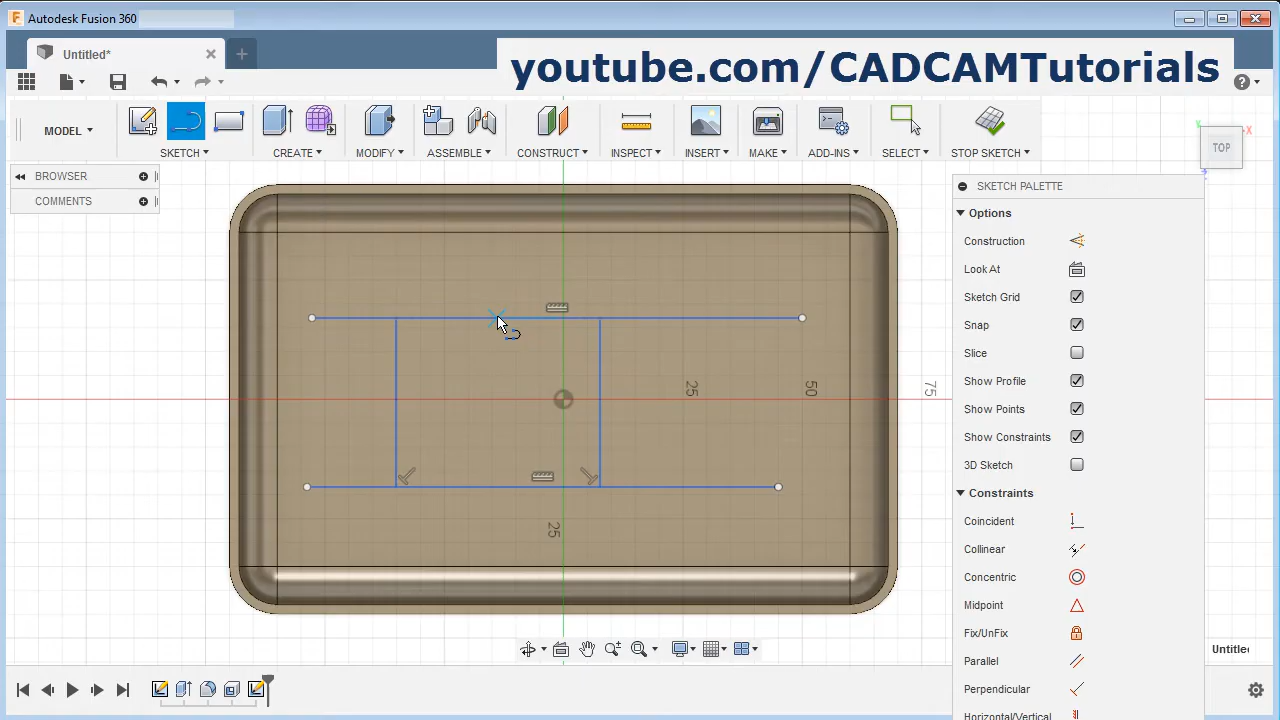 Autodesk Fusion 360
Untitled*
youtube.com/CADCAMTutorials
MODEL
SKETCH
CREATE
MODIFY
ASSEMBLE
CONSTRUCT
INSPECT
INSERT
MAKE
ADD-INS
SELECT
STOP SKETCH
TOP
X
Y
BROWSER
COMMENTS
SKETCH PALETTE
Options
Construction
Look At
Sketch Grid
Snap
Slice
Show Profile
Show Points
Show Constraints
3D Sketch
Constraints
Coincident
Collinear
Concentric
Midpoint
Fix/UnFix
Parallel
Perpendicular
Horizontal/Vertical
25
50
75
25
Untitle